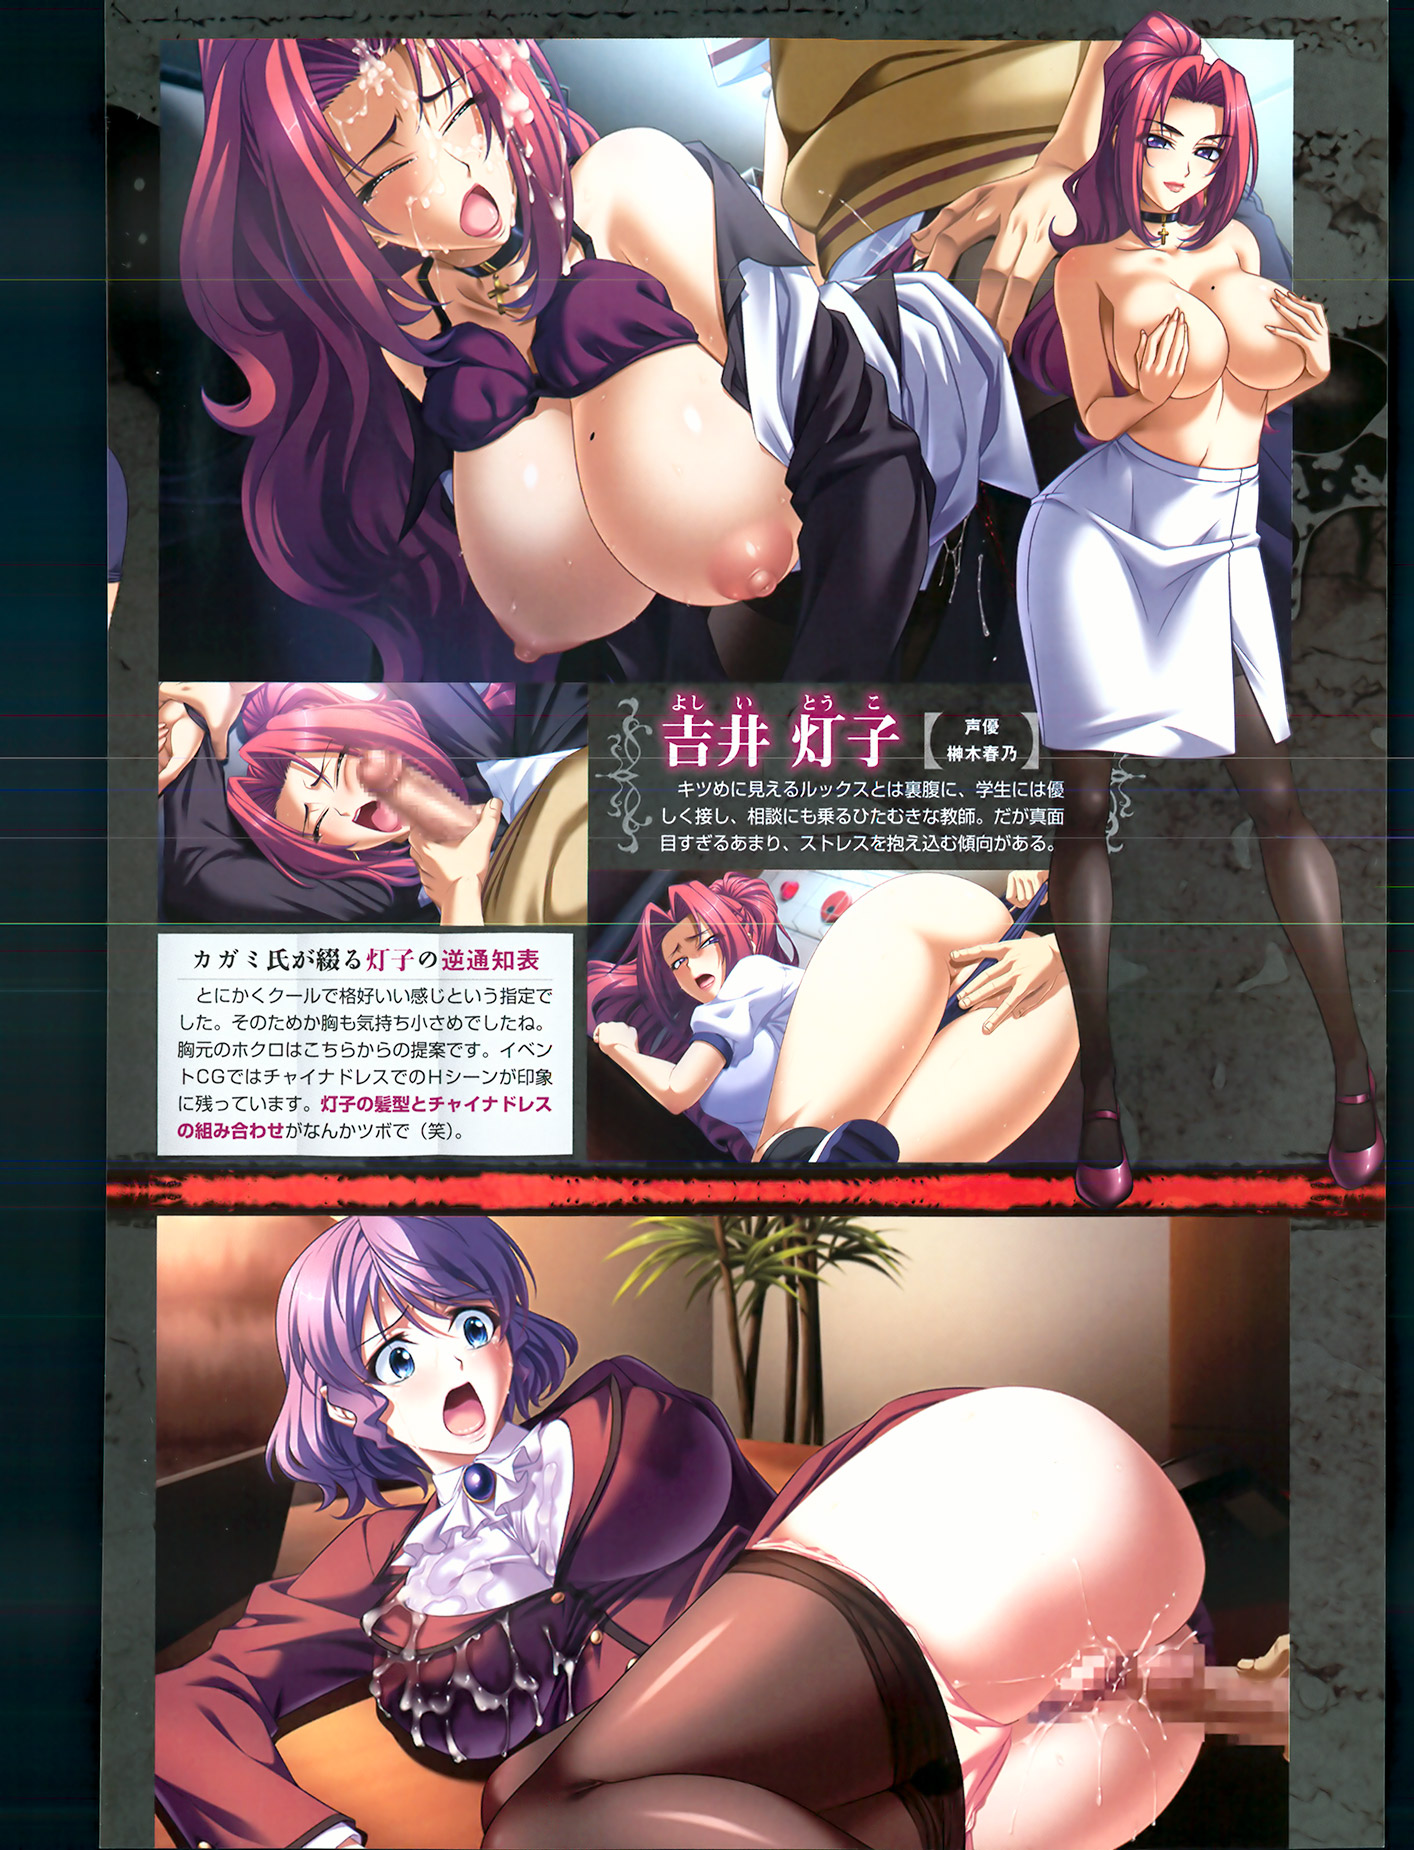 よしい とうこ
吉井 灯子
【声優
榊木春乃】
キツめに見えるルックスとは裏腹に、学生には優
しく接し、相談にも乗るひたむきな教師。だが真面
目すぎるあまり、ストレスを抱え込む傾向がある。
カガミ氏が綴る灯子の逆通知表
とにかくクールで格好いい感じという指定で
した。そのためか胸も気持ち小さめでしたね。
胸元のホクロはこちらからの提案です。イベン
トCGではチャイナドレスでのHシーンが印象
に残っています。灯子の髪型とチャイナドレス
の組み合わせがなんかツボで（笑）。